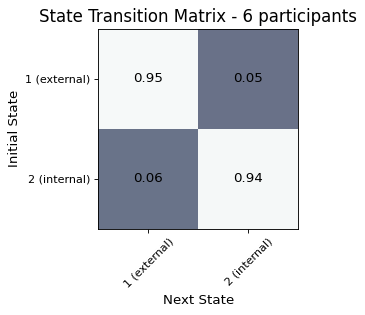 State Transition Matrix - 6 participants
1 (external)
0.95
0.05
Initial State
2 (internal)
0.06
0.94
1 (external)
2 (internal)
Next State